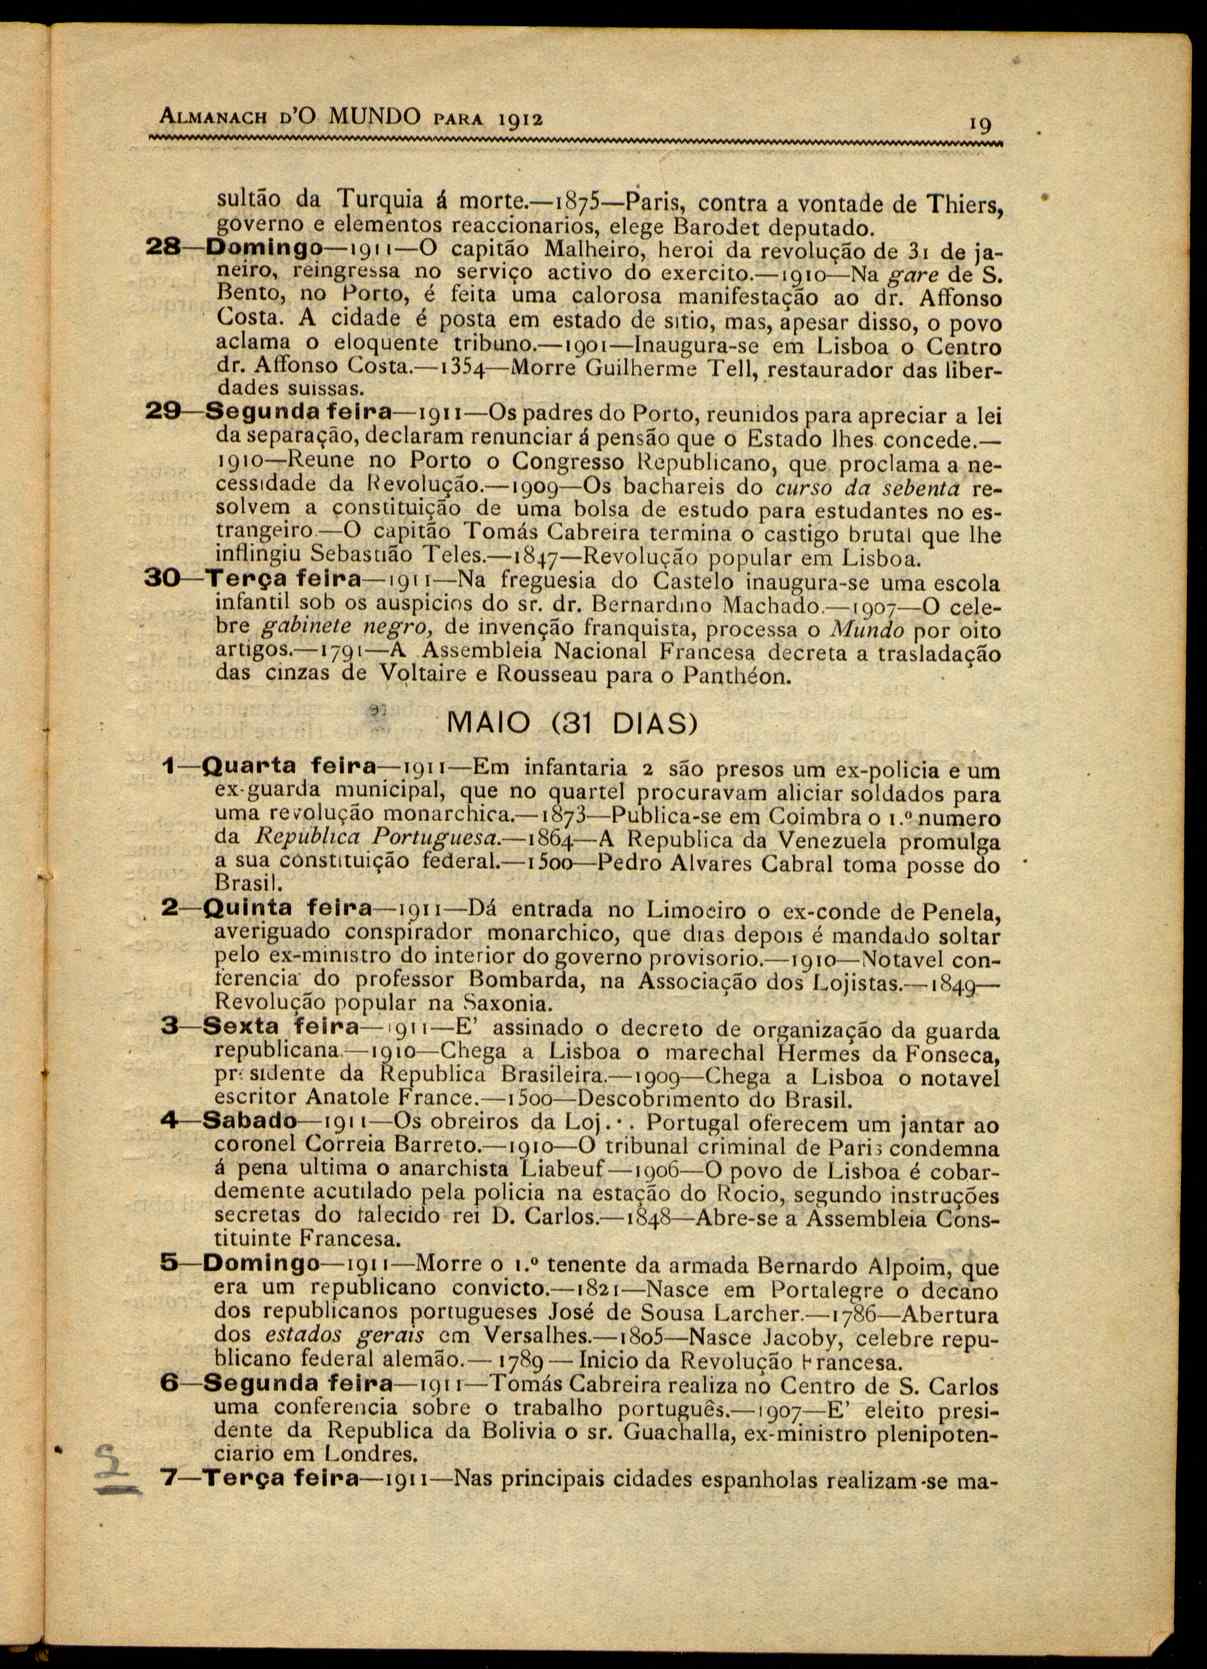 ALMANACH D'O MUNDO PARA 1912
19
sultão da Turquia á morte.—1875—Paris, contra a vontade de Thiers,
governo e elementos reaccionarios, elege Barodet deputado.
28—Domingo—1911—O capitão Malheiro, heroi da revolução de 31 de ja-
neiro, reingressa no serviço activo do exercito.—1910—Na gare de S.
Bento, no Porto, é feita uma calorosa manifestação ao dr. Affonso
Costa. A cidade é posta em estado de sitio, mas, apesar disso, o povo
aclama o eloquente tribuno.—1901—Inaugura-se em Lisboa o Centro
dr. Affonso Costa.—1354—Morre Guilherme Tell, restaurador das liber-
dades suissas.
29—Segunda feira—1911—Os padres do Porto, reunidos para apreciar a lei
da separação, declaram renunciar á pensão que o Estado lhes concede.—
1910—Reune no Porto o Congresso Republicano, que proclama a ne-
cessidade da Revolução.—1909—Os bachareis do curso da sebenta re-
solvem a constituição de uma bolsa de estudo para estudantes no es-
trangeiro.—O capitão Tomás Cabreira termina o castigo brutal que lhe
inflingiu Sebastião Teles.—1847—Revolução popular em Lisboa.
30—Terça feira—1911—Na freguesia do Castelo inaugura-se uma escola
infantil sob os auspicios do sr. dr. Bernardino Machado.—1907—O cele-
bre gabinete negro, de invenção franquista, processa o Mundo por oito
artigos.—1791—A Assembleia Nacional Francesa decreta a trasladação
das cinzas de Voltaire e Rousseau para o Panthéon.
MAIO (31 DIAS)
1—Quarta feira—1911—Em infantaria 2 são presos um ex-policia e um
ex-guarda municipal, que no quartel procuravam aliciar soldados para
uma revolução monarchica.—1873—Publica-se em Coimbra o 1.º numero
da Republica Portuguesa.—1864—A Republica da Venezuela promulga
a sua constituição federal.—1500—Pedro Alvares Cabral toma posse do
Brasil.
2—Quinta feira—1911—Dá entrada no Limoeiro o ex-conde de Penela,
averiguado conspirador monarchico, que dias depois é mandado soltar
pelo ex-ministro do interior do governo provisorio.—1910—Notavel con-
ferencia do professor Bombarda, na Associação dos Lojistas.—1849—
Revolução popular na Saxonia.
3—Sexta feira—1911—E' assinado o decreto de organização da guarda
republicana.—1910—Chega a Lisboa o marechal Hermes da Fonseca,
presidente da Republica Brasileira.—1909—Chega a Lisboa o notavel
escritor Anatole France.—1500—Descobrimento do Brasil.
4—Sabado—1911—Os obreiros da Loj.·. Portugal oferecem um jantar ao
coronel Correia Barreto.—1910—O tribunal criminal de Paris condemna
á pena ultima o anarchista Liabeuf—1906—O povo de Lisboa é cobar-
demente acutilado pela policia na estação do Rocio, segundo instruções
secretas do falecido rei D. Carlos.—1848—Abre-se a Assembleia Cons-
tituinte Francesa.
5—Domingo—1911—Morre o 1.º tenente da armada Bernardo Alpoim, que
era um republicano convicto.—1821—Nasce em Portalegre o decano
dos republicanos portugueses José de Sousa Larcher.—1786—Abertura
dos estados gerais em Versalhes.—1805—Nasce Jacoby, celebre repu-
blicano federal alemão.—1789—Inicio da Revolução Francesa.
6—Segunda feira—1911—Tomás Cabreira realiza no Centro de S. Carlos
uma conferencia sobre o trabalho português.—1907—E' eleito presi-
dente da Republica da Bolivia o sr. Guachalla, ex-ministro plenipoten-
ciario em Londres.
7—Terça feira—1911—Nas principais cidades espanholas realizam-se ma-